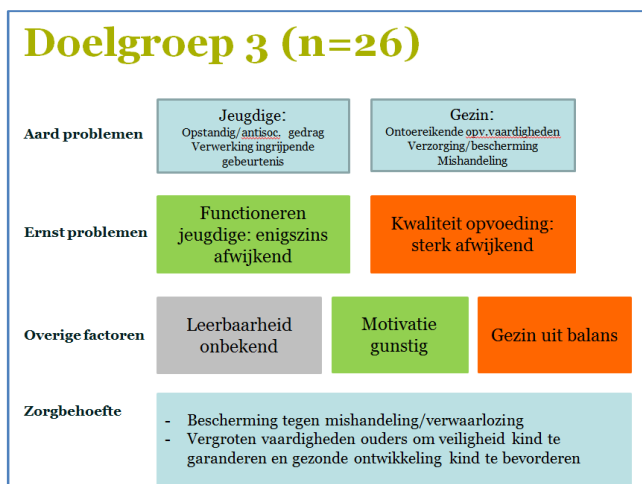 Doelgroep 3 (n=26)
Aard problemen
Jeugdige:
Opstandig/antisoc. gedrag
Verwerking ingrijpende
gebeurtenis
Gezin:
Ontoereikende opv.vaardigheden
Verzorging/bescherming
Mishandeling
Ernst problemen
Functioneren
jeugdige: enigszins
afwijkend
Kwaliteit opvoeding:
sterk afwijkend
Overige factoren
Leerbaarheid
onbekend
Motivatie
gunstig
Gezin uit balans
Zorgbehoefte
- Bescherming tegen mishandeling/verwaarlozing
- Vergroten vaardigheden ouders om veiligheid kind te
garanderen en gezonde ontwikkeling kind te bevorderen